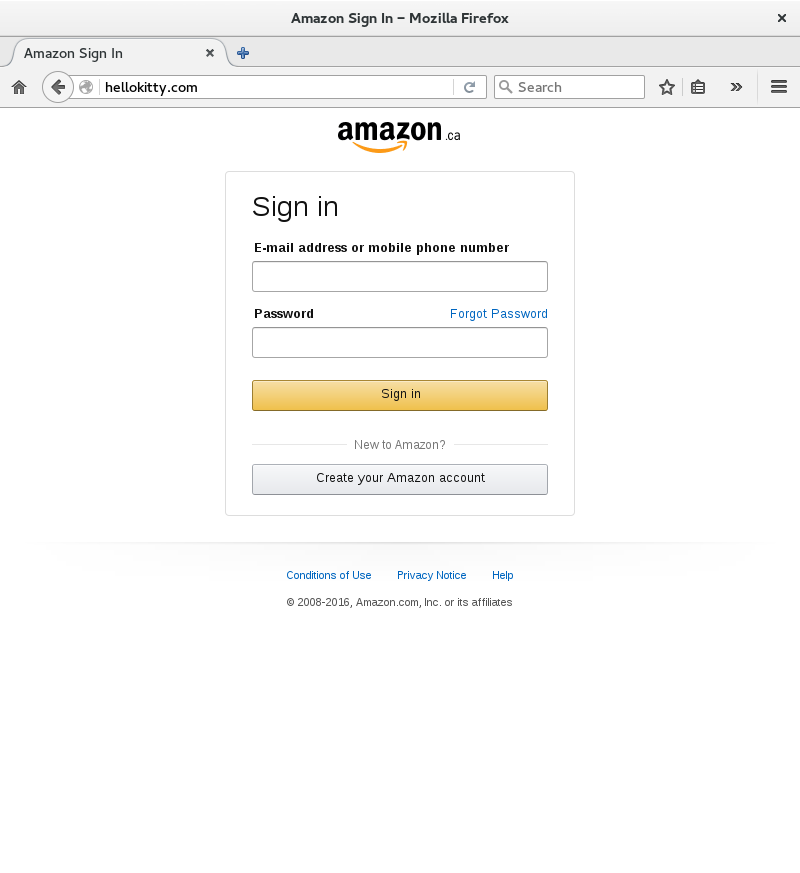 Amazon Sign In – Mozilla Firefox
Amazon Sign In
hellokitty.com
Search
amazon.ca
Sign in
E-mail address or mobile phone number
Password Forgot Password
Sign in
New to Amazon?
Create your Amazon account
Conditions of Use Privacy Notice Help
© 2008-2016, Amazon.com, Inc. or its affiliates